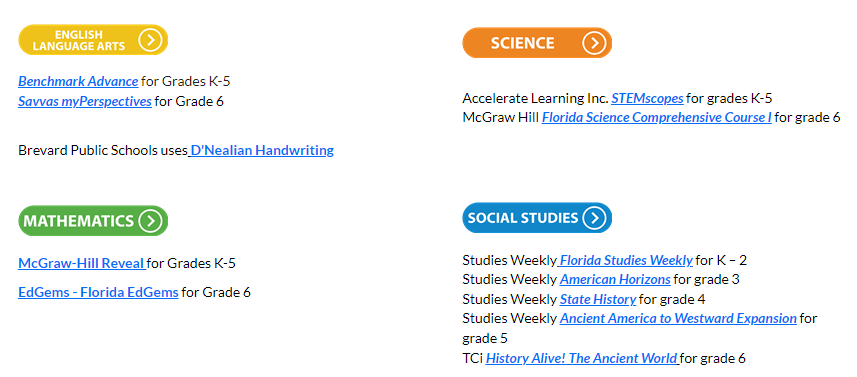 ENGLISH
LANGUAGE ARTS
Benchmark Advance for Grades K-5
Savvas myPerspectives for Grade 6
Brevard Public Schools uses D'Nealian Handwriting
SCIENCE
Accelerate Learning Inc. STEMscopes for grades K-5
McGraw Hill Florida Science Comprehensive Course I for grade 6
MATHEMATICS
McGraw-Hill Reveal for Grades K-5
EdGems - Florida EdGems for Grade 6
SOCIAL STUDIES
Studies Weekly Florida Studies Weekly for K – 2
Studies Weekly American Horizons for grade 3
Studies Weekly State History for grade 4
Studies Weekly Ancient America to Westward Expansion for
grade 5
TCi History Alive! The Ancient World for grade 6